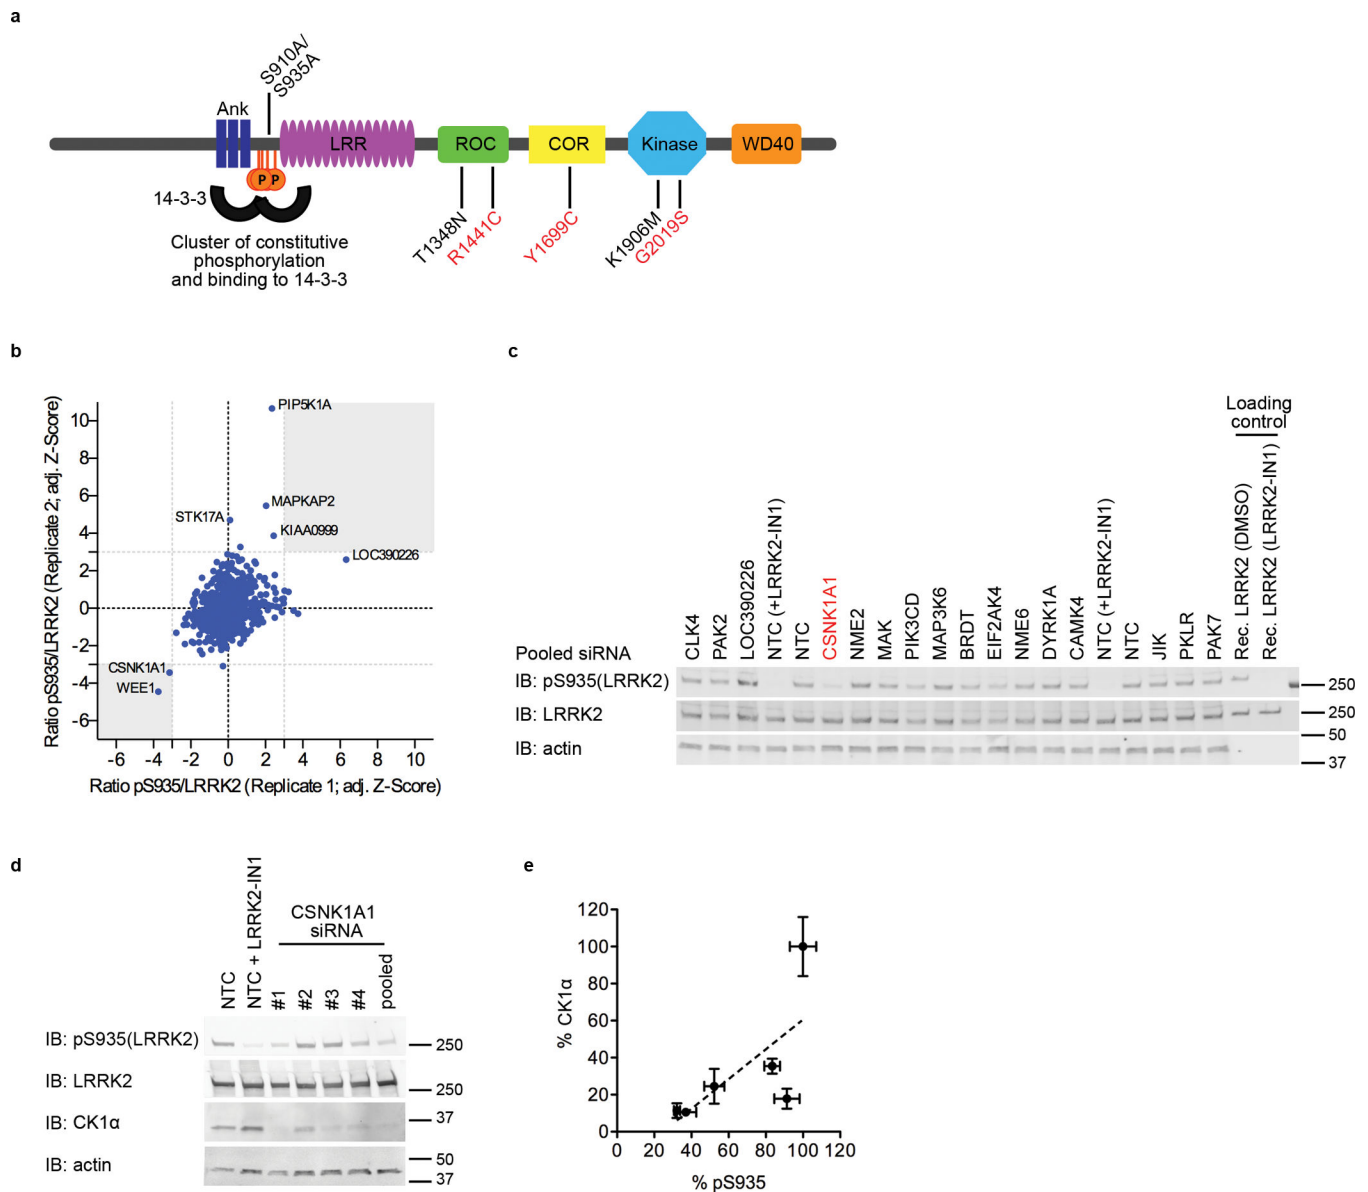 a
S910A/
S935A
Ank
LRR
ROC
COR
Kinase
WD40
P
P
14-3-3
T1348N
R1441C
Y1699C
K1906M
G2019S
Cluster of constitutive
phosphorylation
and binding to 14-3-3
b
Ratio pS935/LRRK2 (Replicate 2; adj. Z-Score)
10
8
6
4
2
0
-2
-4
-6
PIP5K1A
MAPKAP2
STK17A
KIAA0999
LOC390226
CSNK1A1
WEE1
-6 -4 -2 0 2 4 6 8 10
Ratio pS935/LRRK2 (Replicate 1; adj. Z-Score)
c
Loading
control
Pooled siRNA
CLK4
PAK2
LOC390226
NTC (+LRRK2-IN1)
NTC
CSNK1A1
NME2
MAK
PIK3CD
MAP3K6
BRDT
EIF2AK4
NME6
DYRK1A
CAMK4
NTC (+LRRK2-IN1)
NTC
JIK
PKLR
PAK7
Rec. LRRK2 (DMSO)
Rec. LRRK2 (LRRK2-IN1)
IB: pS935(LRRK2)
250
IB: LRRK2
250
50
IB: actin
37
d
CSNK1A1
siRNA
NTC
NTC + LRRK2-IN1
#1
#2
#3
#4
pooled
IB: pS935(LRRK2)
250
IB: LRRK2
250
IB: CK1α
37
IB: actin
50
37
e
% CK1α
120
100
80
60
40
20
0
0 20 40 60 80 100 120
% pS935